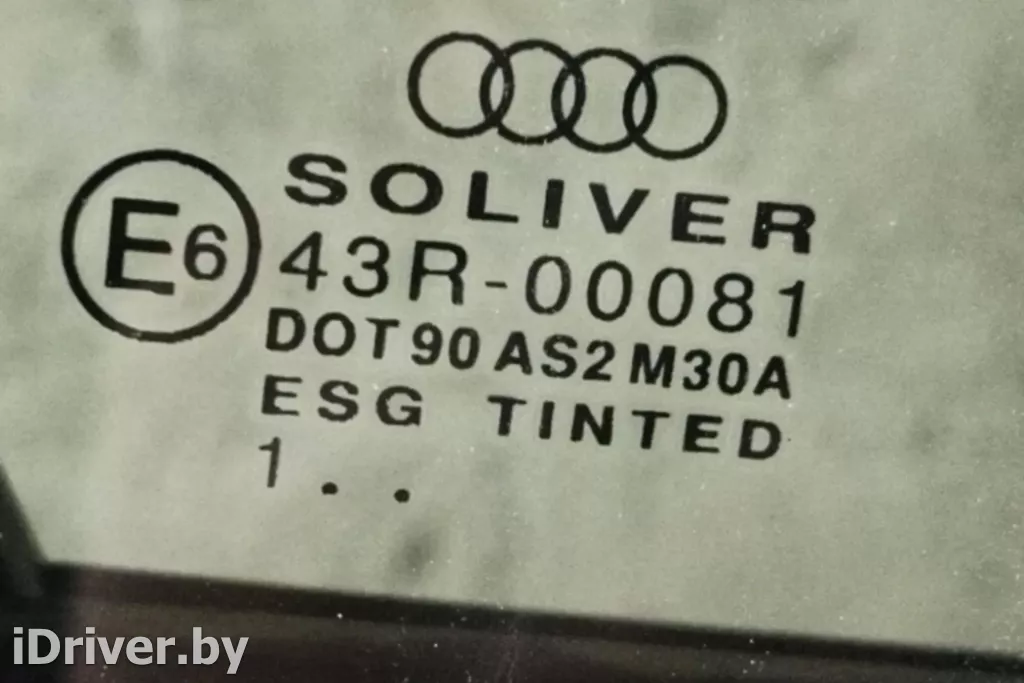 SOLIVER
E6 43R-00081
DOT90 AS2 M30A
ESG TINTED
1 . .
iDriver.by